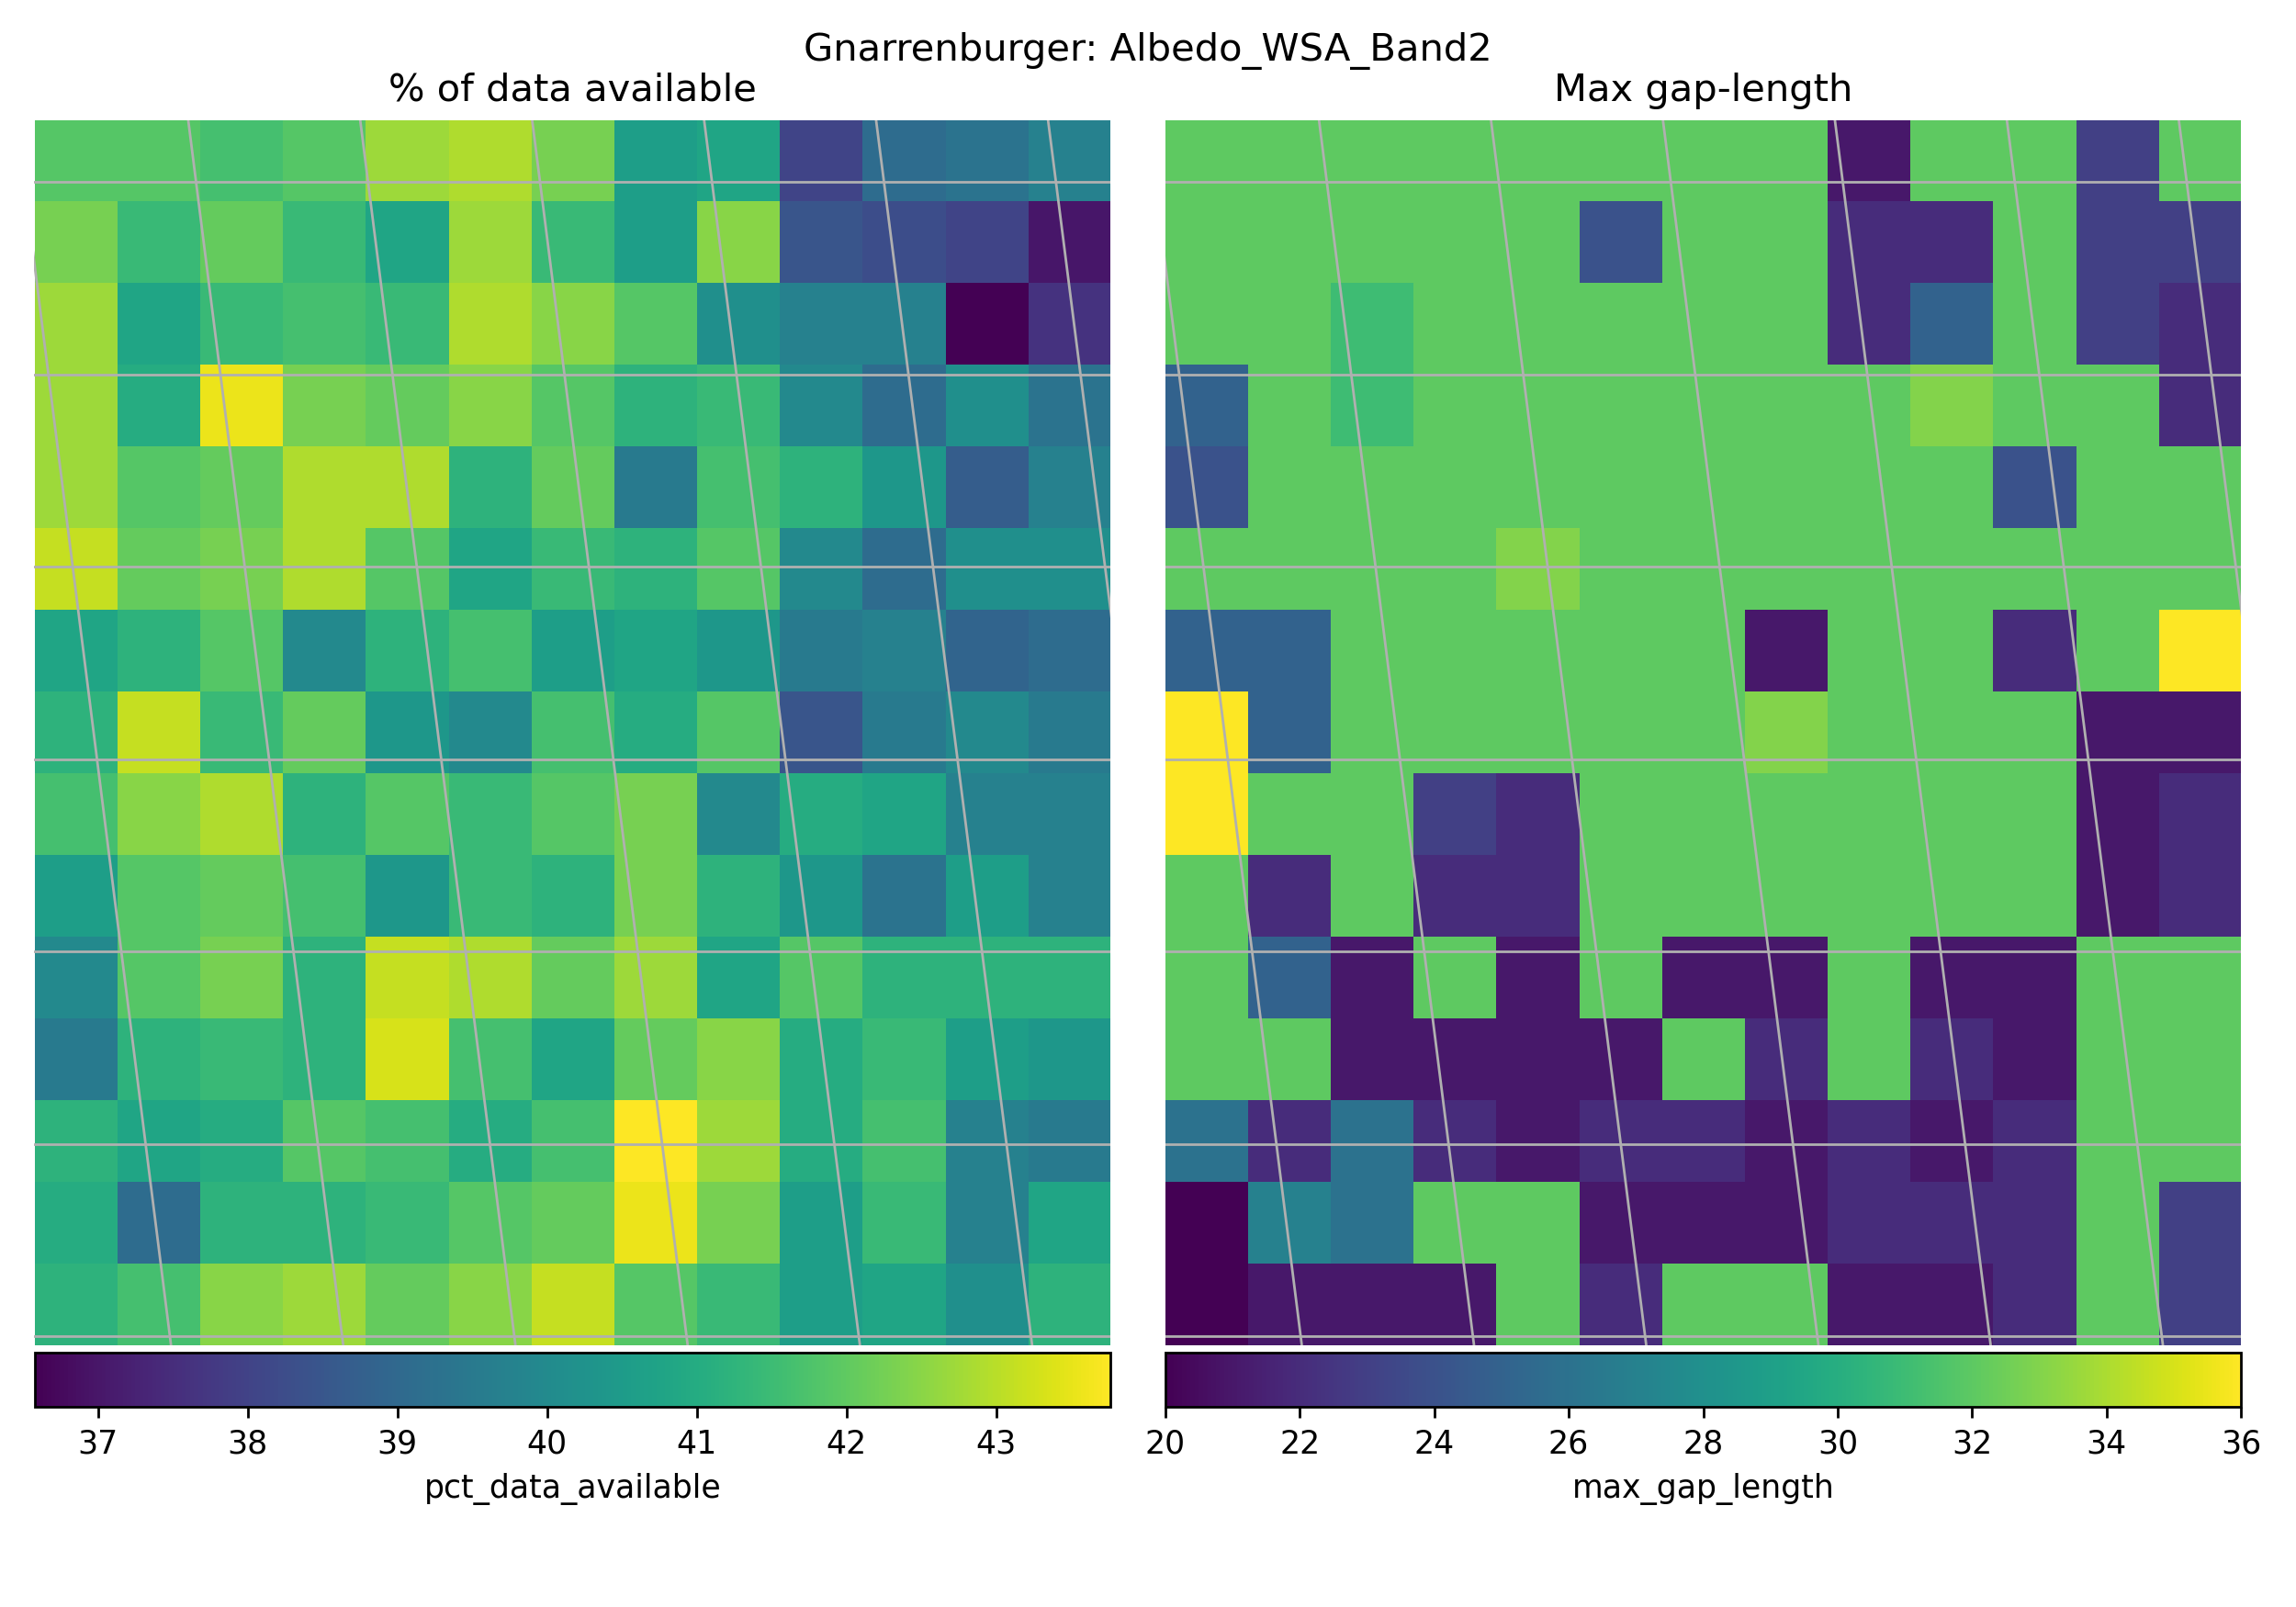 Gnarrenburger: Albedo_WSA_Band2
% of data available
Max gap-length
37 38 39 40 41 42 43
pct_data_available
20 22 24 26 28 30 32 34 36
max_gap_length